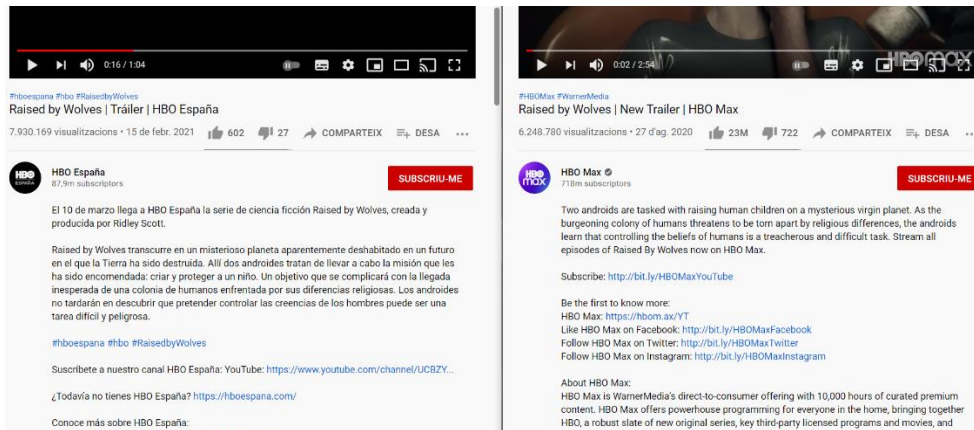 0:16 / 1:04
#hboespana #hbo #RaisedbyWolves
Raised by Wolves | Tráiler | HBO España
7.930.169 visualitzacions • 15 de febr. 2021 602 27 COMPARTEIX DESA
HBO ESPAÑA
HBO España
87,9m subscriptors
SUBSCRIU-ME
El 10 de marzo llega a HBO España la serie de ciencia ficción Raised by Wolves, creada y
producida por Ridley Scott.
Raised by Wolves transcurre en un misterioso planeta aparentemente deshabitado en un futuro
en el que la Tierra ha sido destruida. Allí dos androides tratan de llevar a cabo la misión que les
ha sido encomendada: criar y proteger a un niño. Un objetivo que se complicará con la llegada
inesperada de una colonia de humanos enfrentada por sus diferencias religiosas. Los androides
no tardarán en descubrir que pretender controlar las creencias de los hombres puede ser una
tarea difícil y peligrosa.
#hboespana #hbo #RaisedbyWolves
Suscríbete a nuestro canal HBO España: YouTube: https://www.youtube.com/channel/UCBZY...
¿Todavía no tienes HBO España? https://hboespana.com/
Conoce más sobre HBO España:
HBOMAX
0:02 / 2:54
#HBOMax #WarnerMedia
Raised by Wolves | New Trailer | HBO Max
6.248.780 visualitzacions • 27 d'ag. 2020 23M 722 COMPARTEIX DESA
HBO max
HBO Max
718m subscriptors
SUBSCRIU-ME
Two androids are tasked with raising human children on a mysterious virgin planet. As the
burgeoning colony of humans threatens to be torn apart by religious differences, the androids
learn that controlling the beliefs of humans is a treacherous and difficult task. Stream all
episodes of Raised By Wolves now on HBO Max.
Subscribe: http://bit.ly/HBOMaxYouTube
Be the first to know more:
HBO Max: https://hbom.ax/YT
Like HBO Max on Facebook: http://bit.ly/HBOMaxFacebook
Follow HBO Max on Twitter: http://bit.ly/HBOMaxTwitter
Follow HBO Max on Instagram: http://bit.ly/HBOMaxInstagram
About HBO Max:
HBO Max is WarnerMedia's direct-to-consumer offering with 10,000 hours of curated premium
content. HBO Max offers powerhouse programming for everyone in the home, bringing together
HBO, a robust slate of new original series, key third-party licensed programs and movies, and